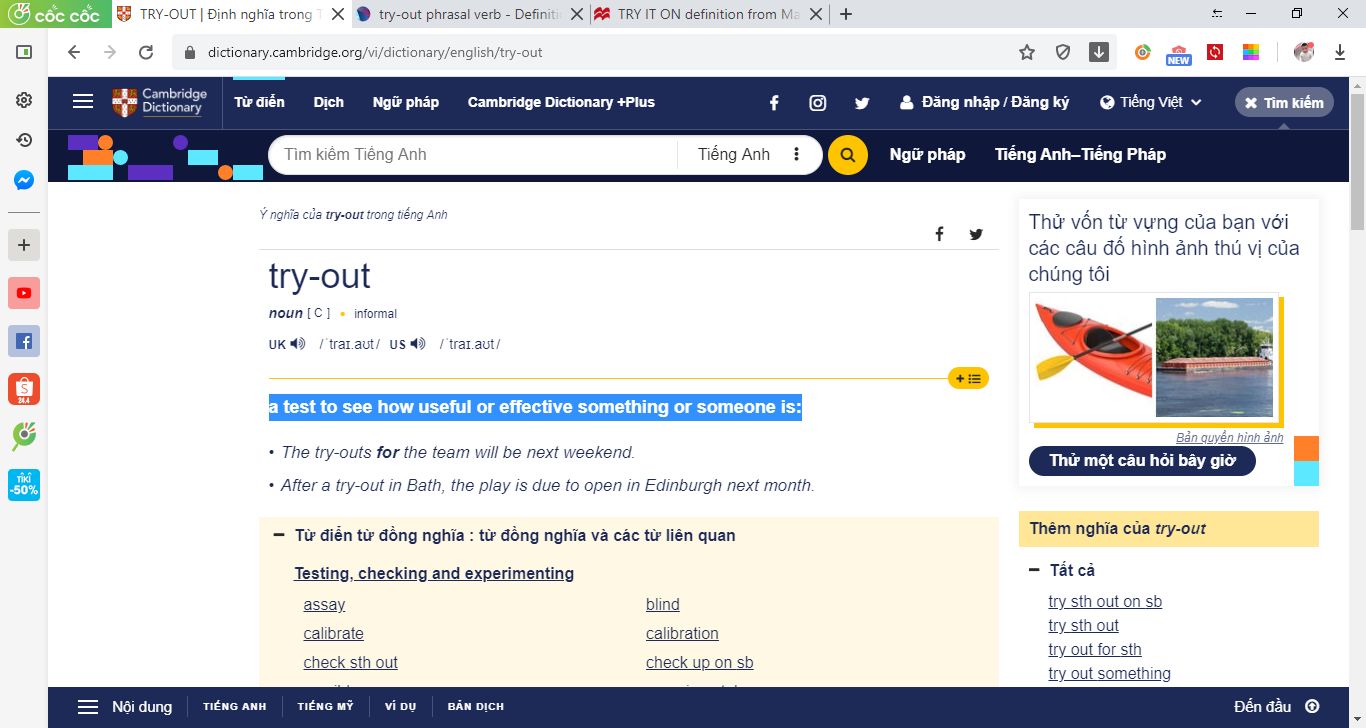 cốc cốc
TRY-OUT | Định nghĩa trong T
try-out phrasal verb - Definiti
TRY IT ON definition from Ma
dictionary.cambridge.org/vi/dictionary/english/try-out
NEW
Cambridge
Dictionary
Từ điển
Dịch
Ngữ pháp
Cambridge Dictionary +Plus
Đăng nhập / Đăng ký
Tiếng Việt
Tìm kiếm
Tìm kiếm Tiếng Anh
Tiếng Anh
Ngữ pháp
Tiếng Anh–Tiếng Pháp
24.4
TIKI
-50%
Ý nghĩa của try-out trong tiếng Anh
try-out
noun [ C ] • informal
UK /ˈtraɪ.aʊt/ US /ˈtraɪ.aʊt/
a test to see how useful or effective something or someone is:
• The try-outs for the team will be next weekend.
• After a try-out in Bath, the play is due to open in Edinburgh next month.
Từ điển từ đồng nghĩa : từ đồng nghĩa và các từ liên quan
Testing, checking and experimenting
assay
blind
calibrate
calibration
check sth out
check up on sb
Thử vốn từ vựng của bạn với
các câu đố hình ảnh thú vị của
chúng tôi
Bản quyền hình ảnh
Thử một câu hỏi bây giờ
Thêm nghĩa của try-out
Tất cả
try sth out on sb
try sth out
try out for sth
try out something
Nội dung
TIẾNG ANH
TIẾNG MỸ
VÍ DỤ
BẢN DỊCH
Đến đầu